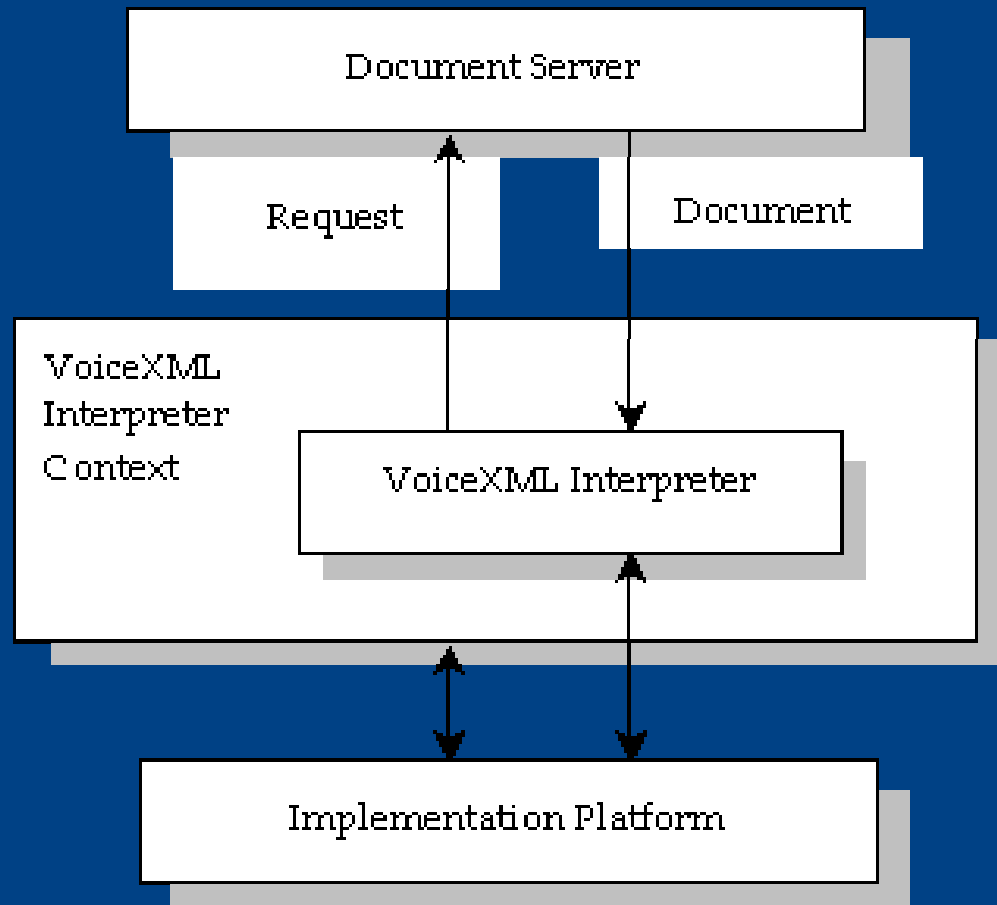 Document Server
Request
Document
VoiceXML
Interpreter
Context
VoiceXML Interpreter
Implementation Platform